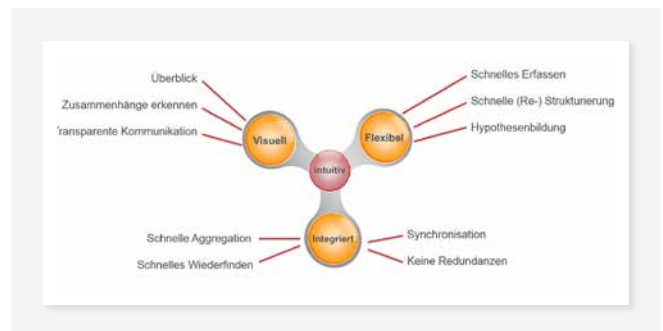 Überblick
Zusammenhänge erkennen
Transparente Kommunikation
Visuell
Schnelles Erfassen
Schnelle (Re-) Strukturierung
Hypothesenbildung
Flexibel
intuitiv
Schnelle Aggregation
Schnelles Wiederfinden
Integriert
Synchronisation
Keine Redundanzen